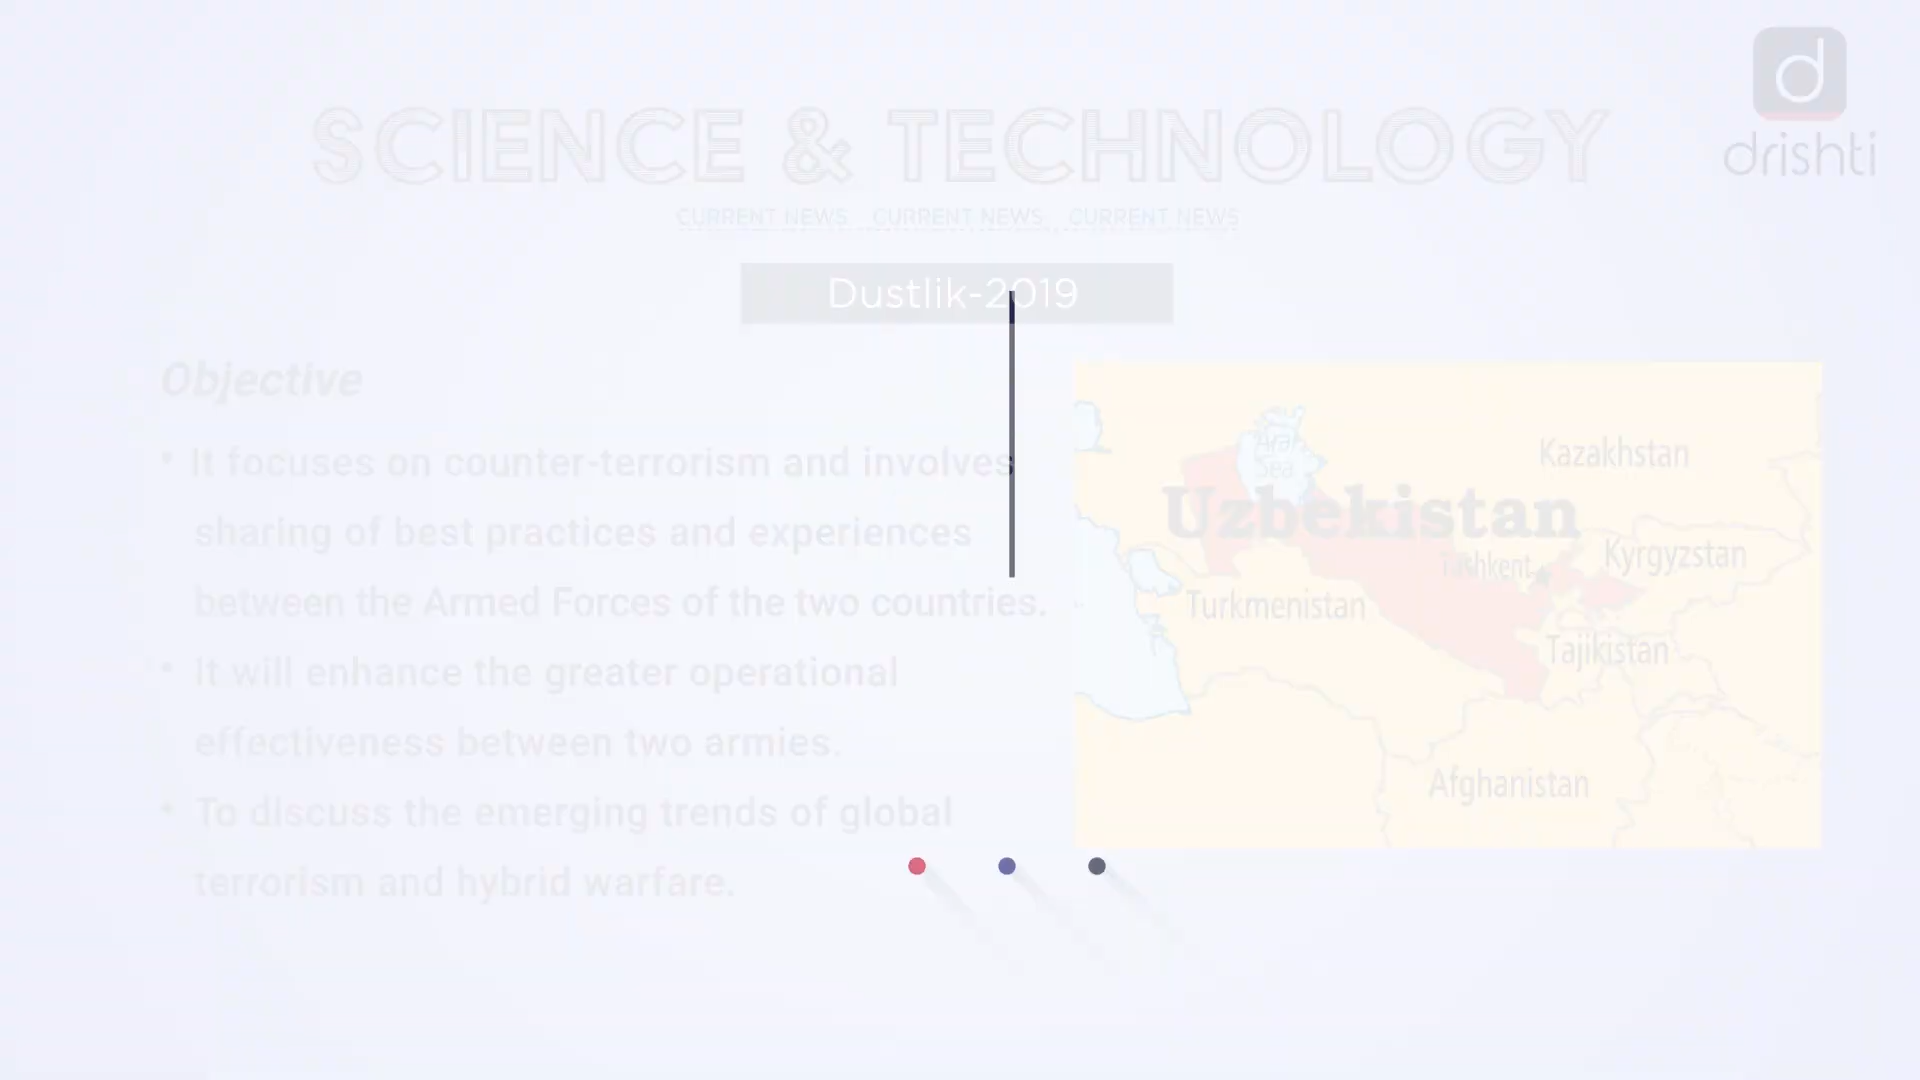 drishti
SCIENCE & TECHNOLOGY
CURRENT NEWS CURRENT NEWS CURRENT NEWS
Dustlik-2019
Objective
• It focuses on counter-terrorism and involves
sharing of best practices and experiences
between the Armed Forces of the two countries.
• It will enhance the greater operational
effectiveness between two armies.
• To discuss the emerging trends of global
terrorism and hybrid warfare.
Aral
Sea
Kazakhstan
Uzbekistan
Tashkent
Kyrgyzstan
Turkmenistan
Tajikistan
Afghanistan